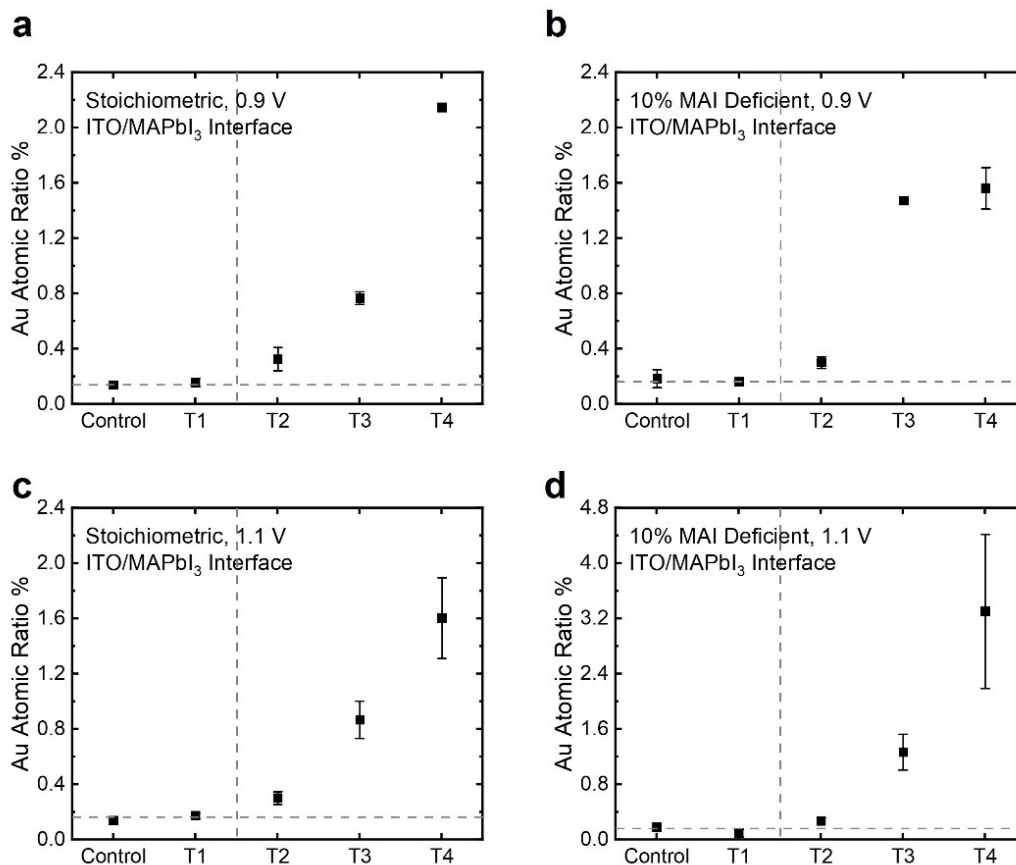 a
Au Atomic Ratio %
2.4
2.0
1.6
1.2
0.8
0.4
0.0
Stoichiometric, 0.9 V
ITO/MAPbI₃ Interface
Control T1 T2 T3 T4
b
Au Atomic Ratio %
2.4
2.0
1.6
1.2
0.8
0.4
0.0
10% MAI Deficient, 0.9 V
ITO/MAPbI₃ Interface
Control T1 T2 T3 T4
c
Au Atomic Ratio %
2.4
2.0
1.6
1.2
0.8
0.4
0.0
Stoichiometric, 1.1 V
ITO/MAPbI₃ Interface
Control T1 T2 T3 T4
d
Au Atomic Ratio %
4.8
4.0
3.2
2.4
1.6
0.8
0.0
10% MAI Deficient, 1.1 V
ITO/MAPbI₃ Interface
Control T1 T2 T3 T4